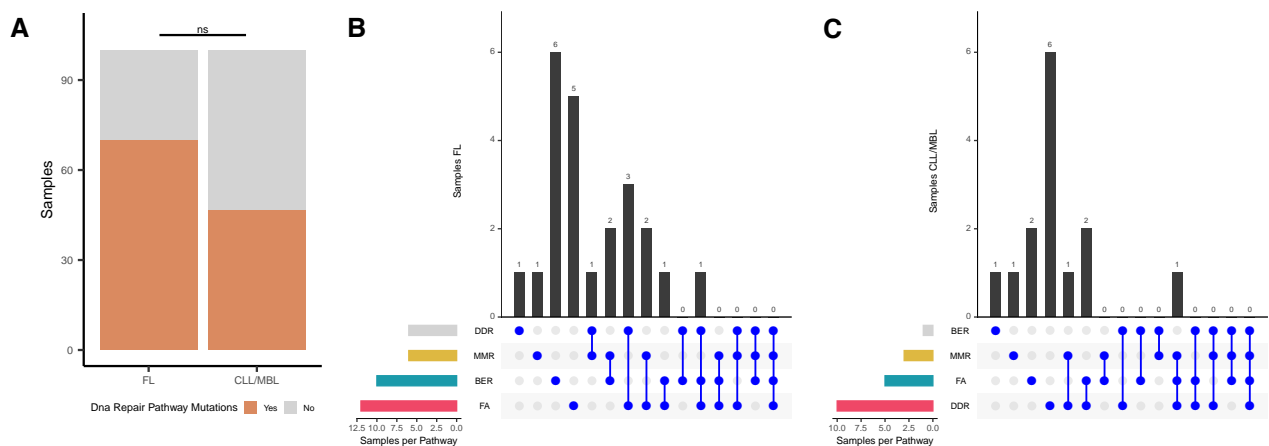 A
ns
Samples
90
60
30
0
FL CLL/MBL
Dna Repair Pathway Mutations Yes No
B
Samples FL
6
4
2
0
1 1 6 5 1 2 3 2 1 0 1 0 0 0 0
DDR
MMR
BER
FA
12.5 10.0 7.5 5.0 2.5 0.0
Samples per Pathway
C
Samples CLL/MBL
6
4
2
0
1 1 2 6 1 2 0 0 0 0 1 0 0 0 0
BER
MMR
FA
DDR
10.0 7.5 5.0 2.5 0.0
Samples per Pathway